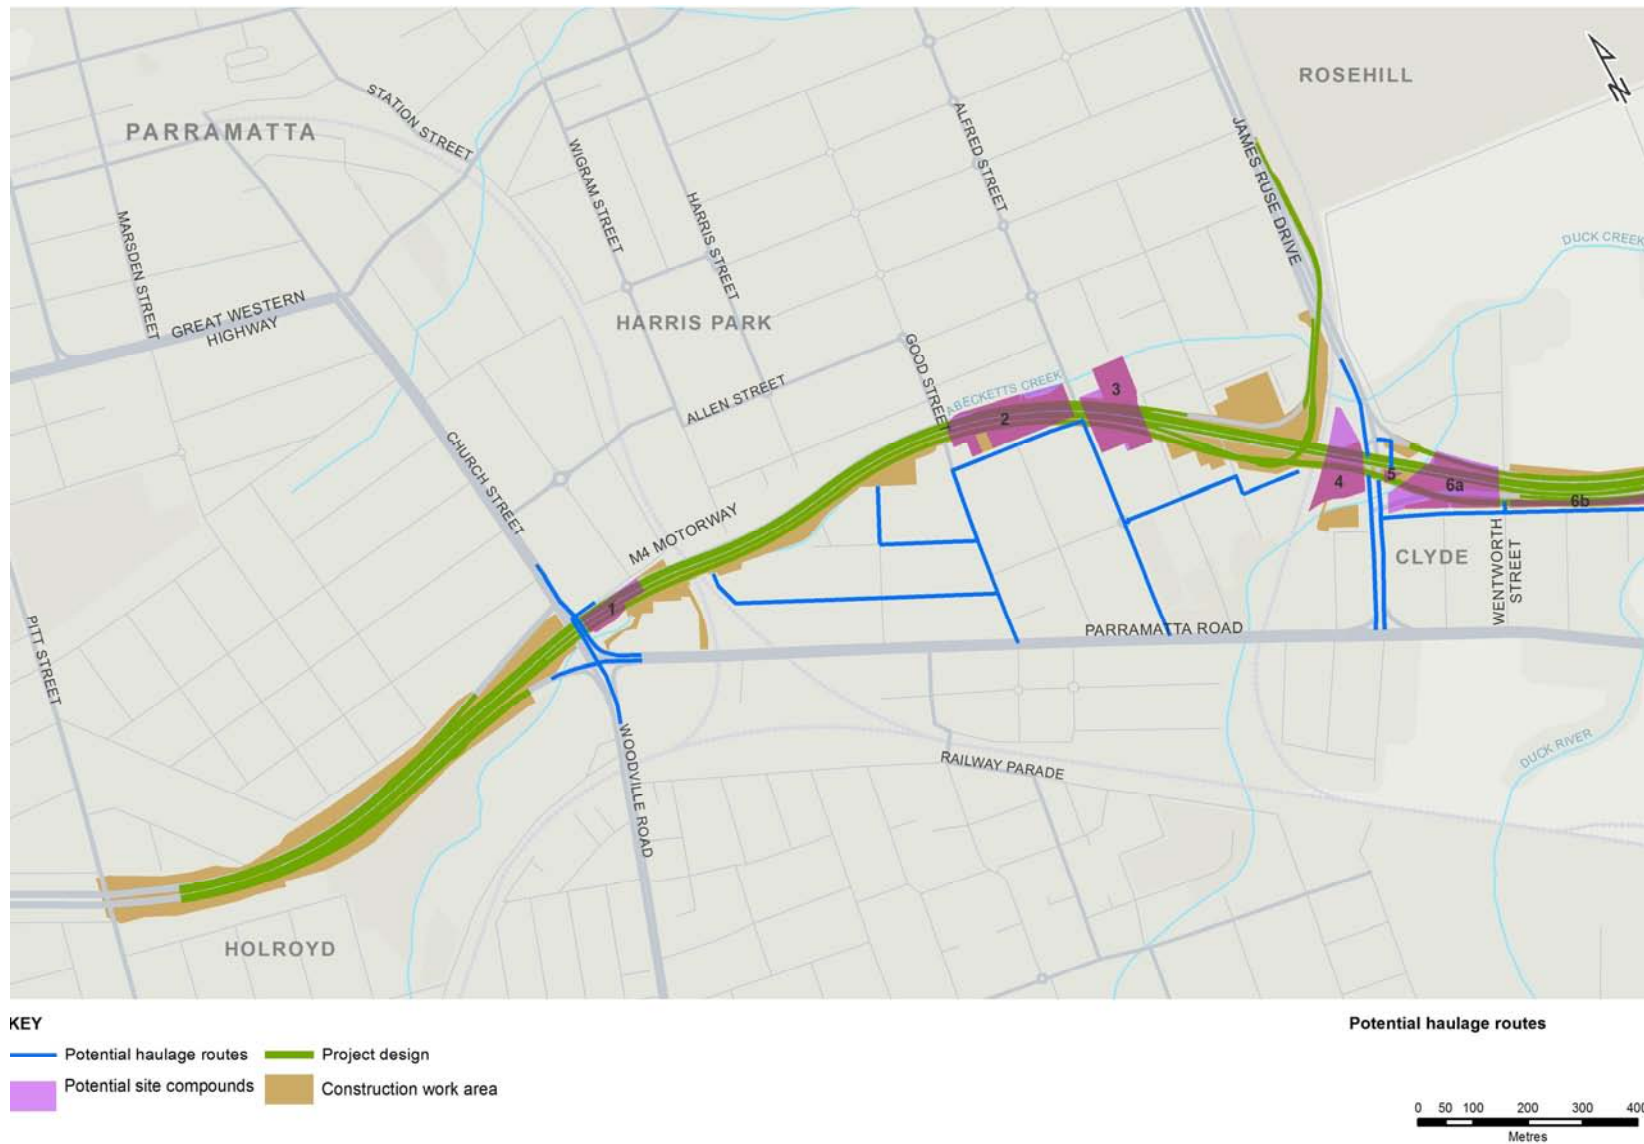 ROSEHILL
N
PARRAMATTA
STATION STREET
WIGRAM STREET
ALFRED STREET
JAMES RUSE DRIVE
MARSDEN STREET
HARRIS STREET
DUCK CREEK
GREAT WESTERN
HIGHWAY
HARRIS PARK
GOOD STREET
ABECKETTS CREEK
ALLEN STREET
3
2
CHURCH STREET
4
5
6a
6b
M4 MOTORWAY
CLYDE
WENTWORTH
STREET
1
PARRAMATTA ROAD
PITT STREET
WOODVILLE ROAD
RAILWAY PARADE
DUCK RIVER
HOLROYD
KEY
Potential haulage routes
Project design
Potential site compounds
Construction work area
Potential haulage routes
0 50 100 200 300 400
Metres